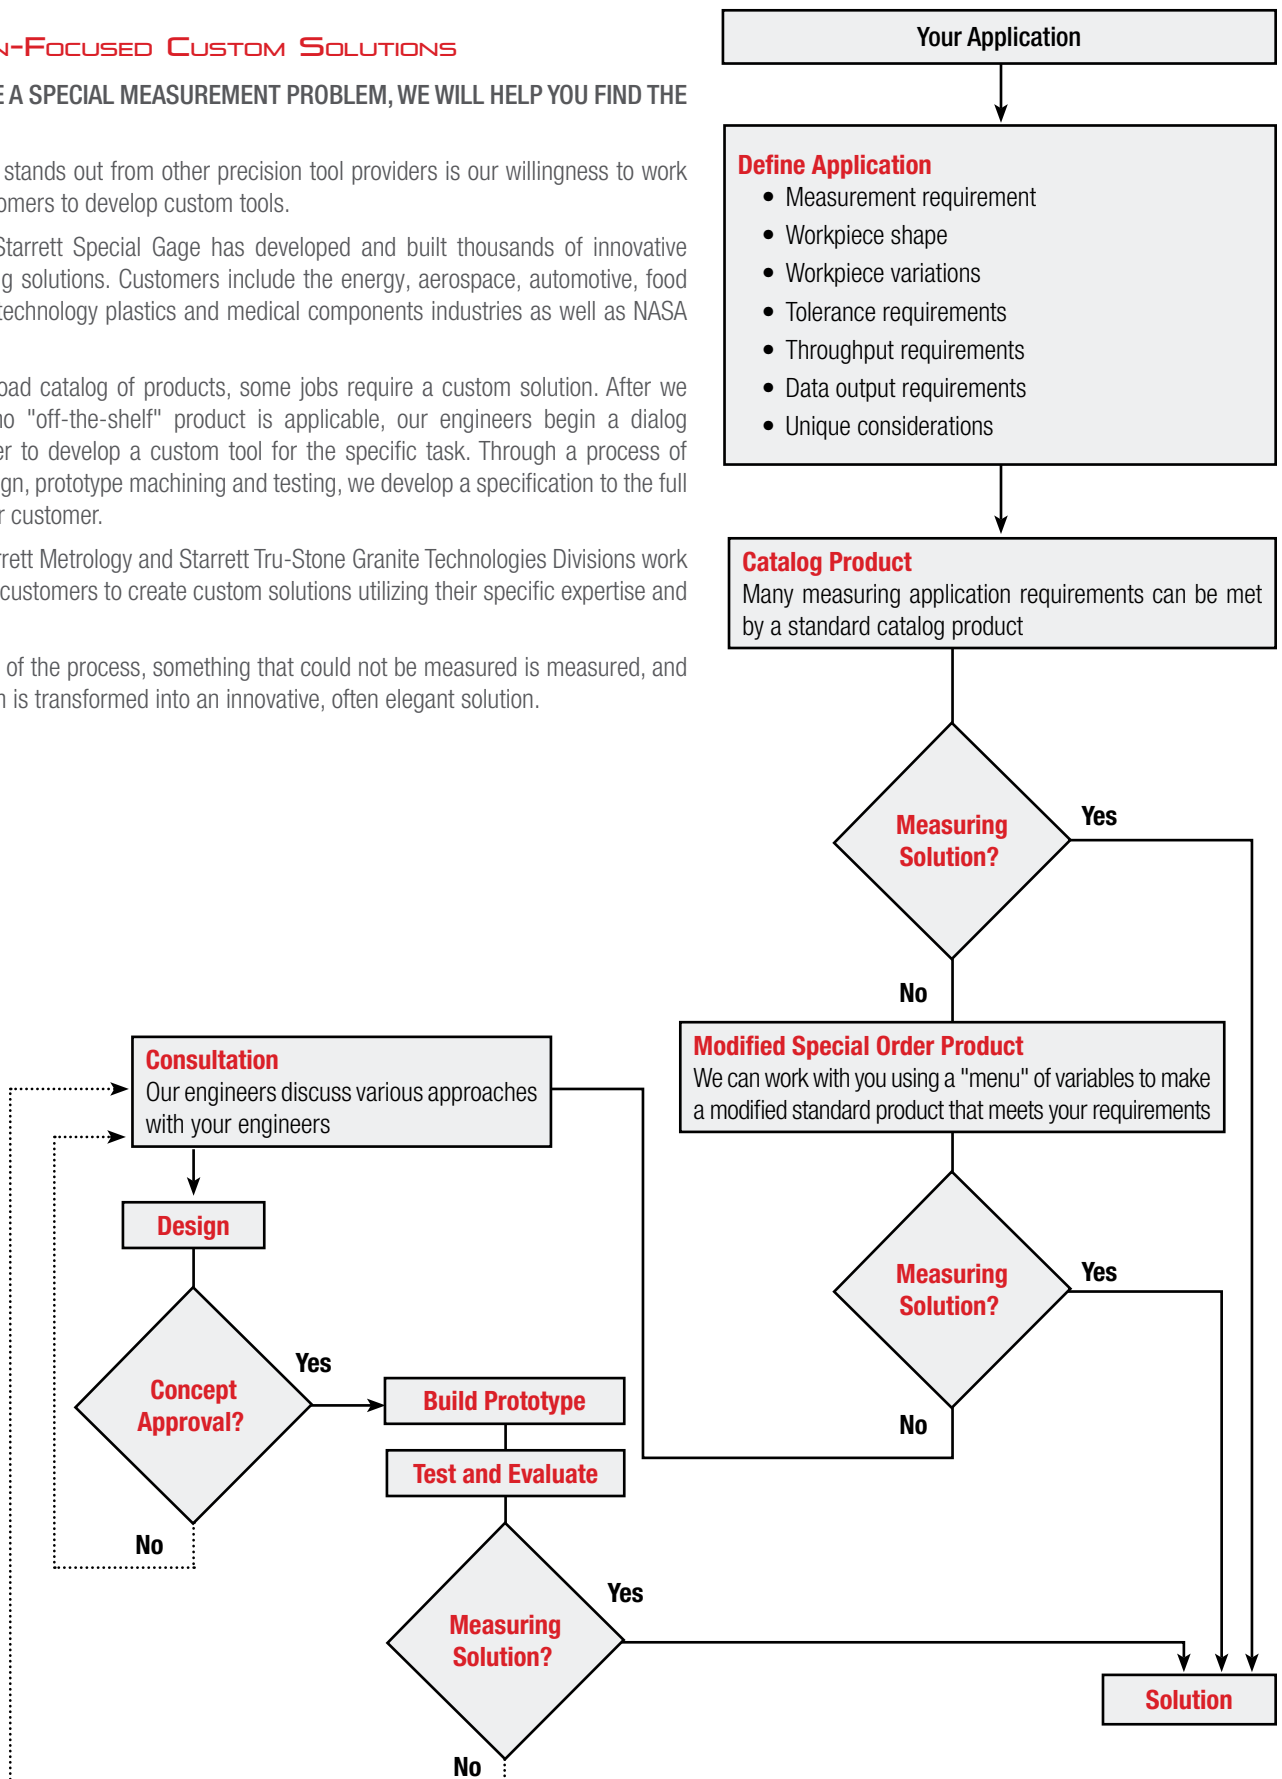 N-FOCUSED CUSTOM SOLUTIONS
E A SPECIAL MEASUREMENT PROBLEM, WE WILL HELP YOU FIND THE
stands out from other precision tool providers is our willingness to work
omers to develop custom tools.
Starrett Special Gage has developed and built thousands of innovative
g solutions. Customers include the energy, aerospace, automotive, food
technology plastics and medical components industries as well as NASA
oad catalog of products, some jobs require a custom solution. After we
no "off-the-shelf" product is applicable, our engineers begin a dialog
er to develop a custom tool for the specific task. Through a process of
ign, prototype machining and testing, we develop a specification to the full
r customer.
rrett Metrology and Starrett Tru-Stone Granite Technologies Divisions work
customers to create custom solutions utilizing their specific expertise and
of the process, something that could not be measured is measured, and
n is transformed into an innovative, often elegant solution.
Your Application
Define Application
• Measurement requirement
• Workpiece shape
• Workpiece variations
• Tolerance requirements
• Throughput requirements
• Data output requirements
• Unique considerations
Catalog Product
Many measuring application requirements can be met
by a standard catalog product
Measuring
Solution?
Yes
No
Modified Special Order Product
We can work with you using a "menu" of variables to make
a modified standard product that meets your requirements
Measuring
Solution?
Yes
No
Consultation
Our engineers discuss various approaches
with your engineers
Design
Concept
Approval?
Yes
No
Build Prototype
Test and Evaluate
Measuring
Solution?
Yes
No
Solution